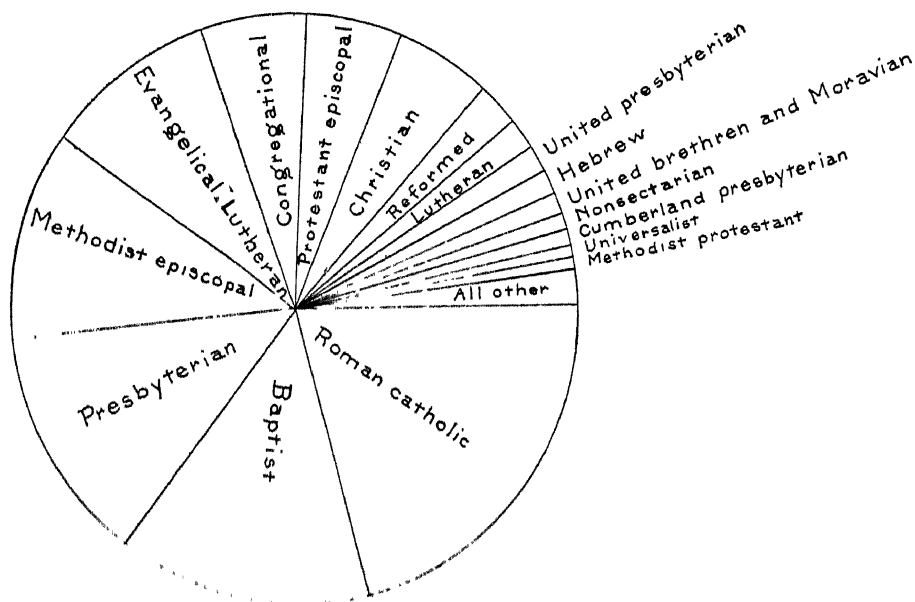 Evangelical-Lutheran
Congregational
Protestant episcopal
Christian
Reformed
Lutheran
United presbyterian
Hebrew
United brethren and Moravian
Nonsectarian
Cumberland presbyterian
Universalist
Methodist protestant
All other
Methodist episcopal
Presbyterian
Baptist
Roman catholic